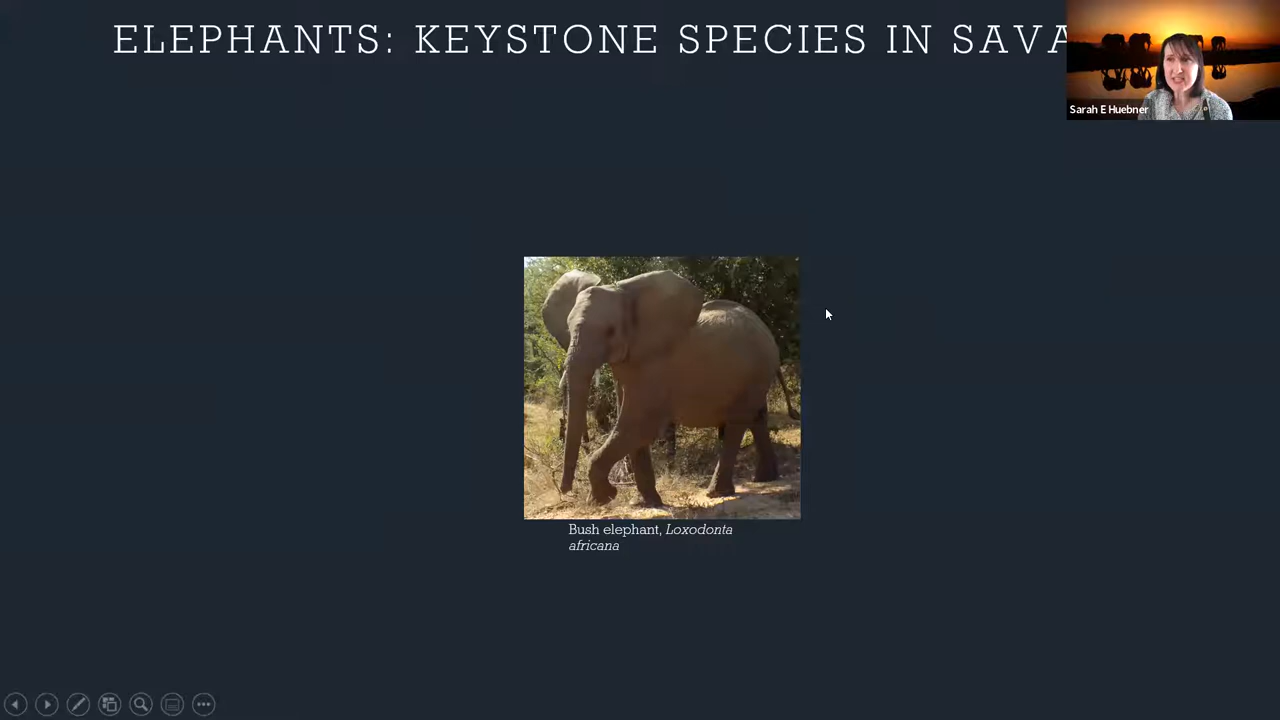 ELEPHANTS: KEYSTONE SPECIES IN SAVA
Sarah E Huebner
Bush elephant, Loxodonta
africana